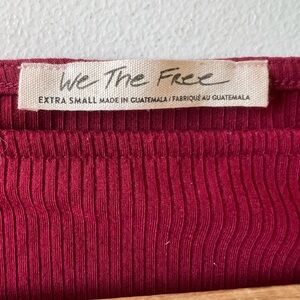 We The Free
EXTRA SMALL MADE IN GUATEMALA / FABRIQUÉ AU GUATEMALA